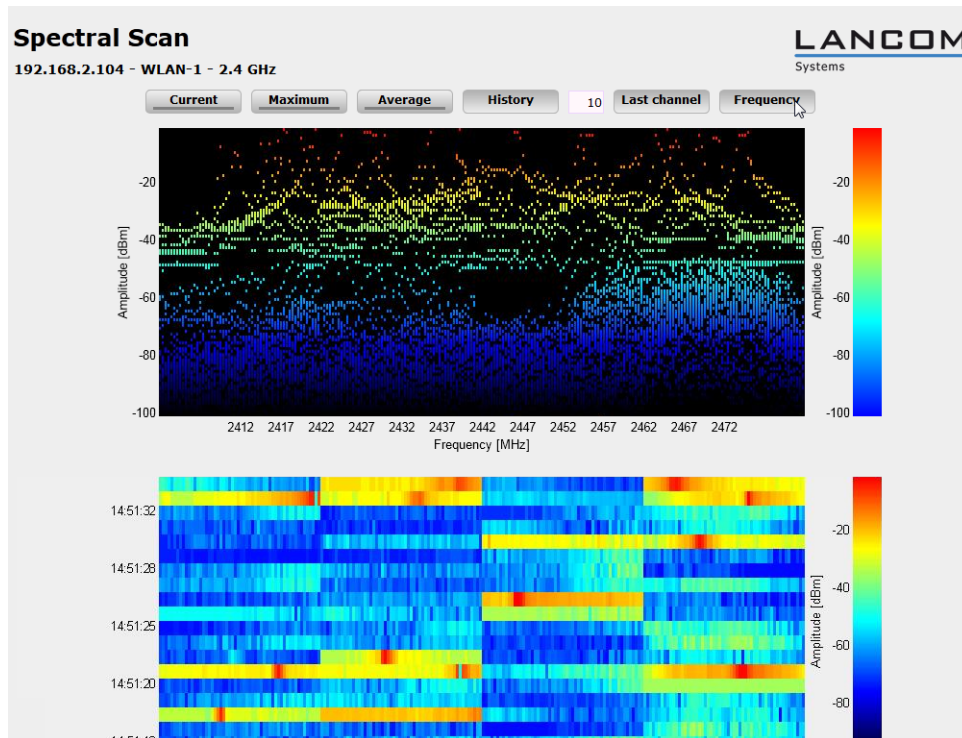 Spectral Scan
LANCOM
Systems
192.168.2.104 - WLAN-1 - 2.4 GHz
Current Maximum Average History 10 Last channel Frequency
-20 -20
-40 -40
-60 -60
-80 -80
-100 -100
Amplitude [dBm] Amplitude [dBm]
2412 2417 2422 2427 2432 2437 2442 2447 2452 2457 2462 2467 2472
Frequency [MHz]
14:51:32
14:51:28
14:51:25
14:51:20
-20
-40
-60
-80
Amplitude [dBm]